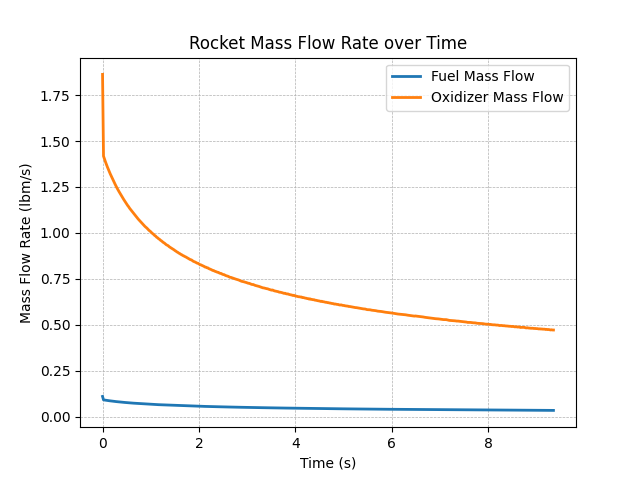 Rocket Mass Flow Rate over Time
Fuel Mass Flow
Oxidizer Mass Flow
Mass Flow Rate (lbm/s)
1.75
1.50
1.25
1.00
0.75
0.50
0.25
0.00
0 2 4 6 8
Time (s)